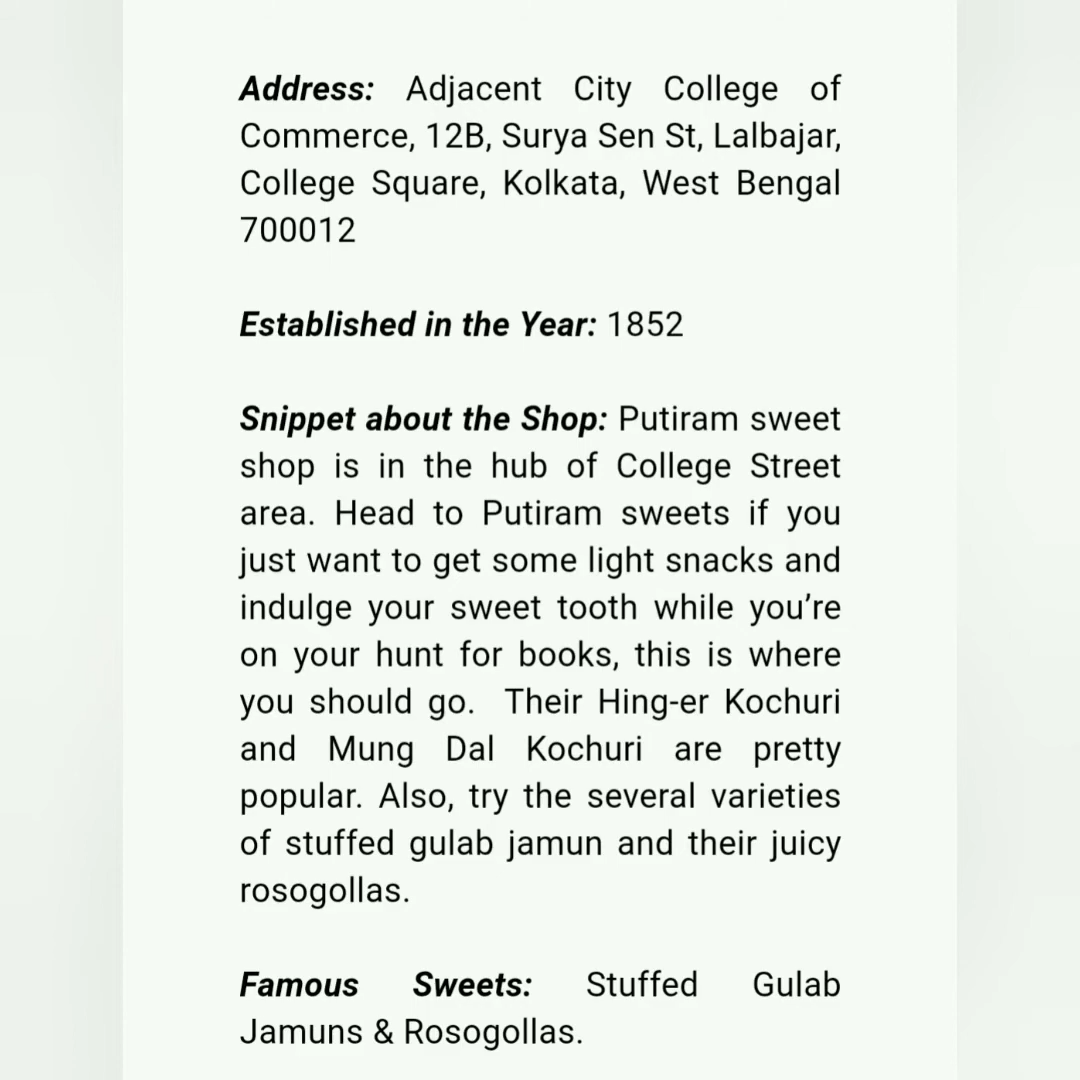 Address: Adjacent City College of
Commerce, 12B, Surya Sen St, Lalbajar,
College Square, Kolkata, West Bengal
700012
Established in the Year: 1852
Snippet about the Shop: Putiram sweet
shop is in the hub of College Street
area. Head to Putiram sweets if you
just want to get some light snacks and
indulge your sweet tooth while you’re
on your hunt for books, this is where
you should go.  Their Hing-er Kochuri
and Mung Dal Kochuri are pretty
popular. Also, try the several varieties
of stuffed gulab jamun and their juicy
rosogollas.
Famous Sweets: Stuffed Gulab
Jamuns & Rosogollas.